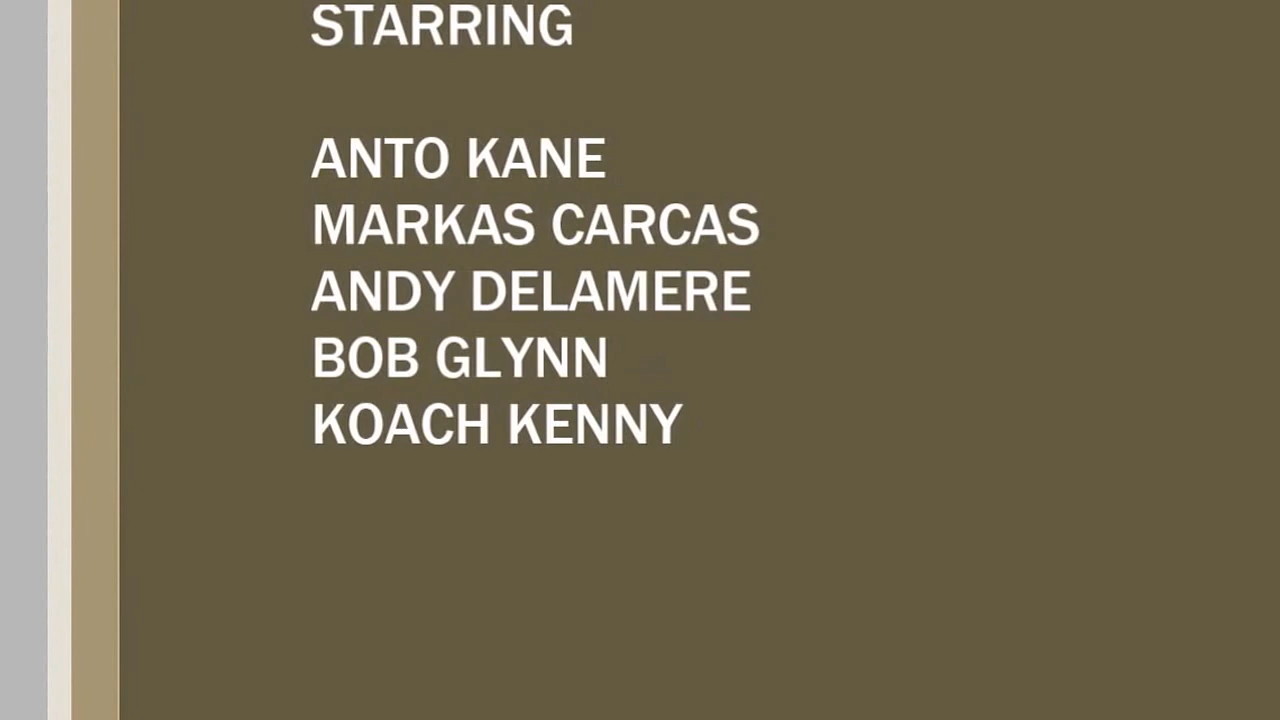 STARRING
ANTO KANE
MARKAS CARCAS
ANDY DELAMERE
BOB GLYNN
KOACH KENNY